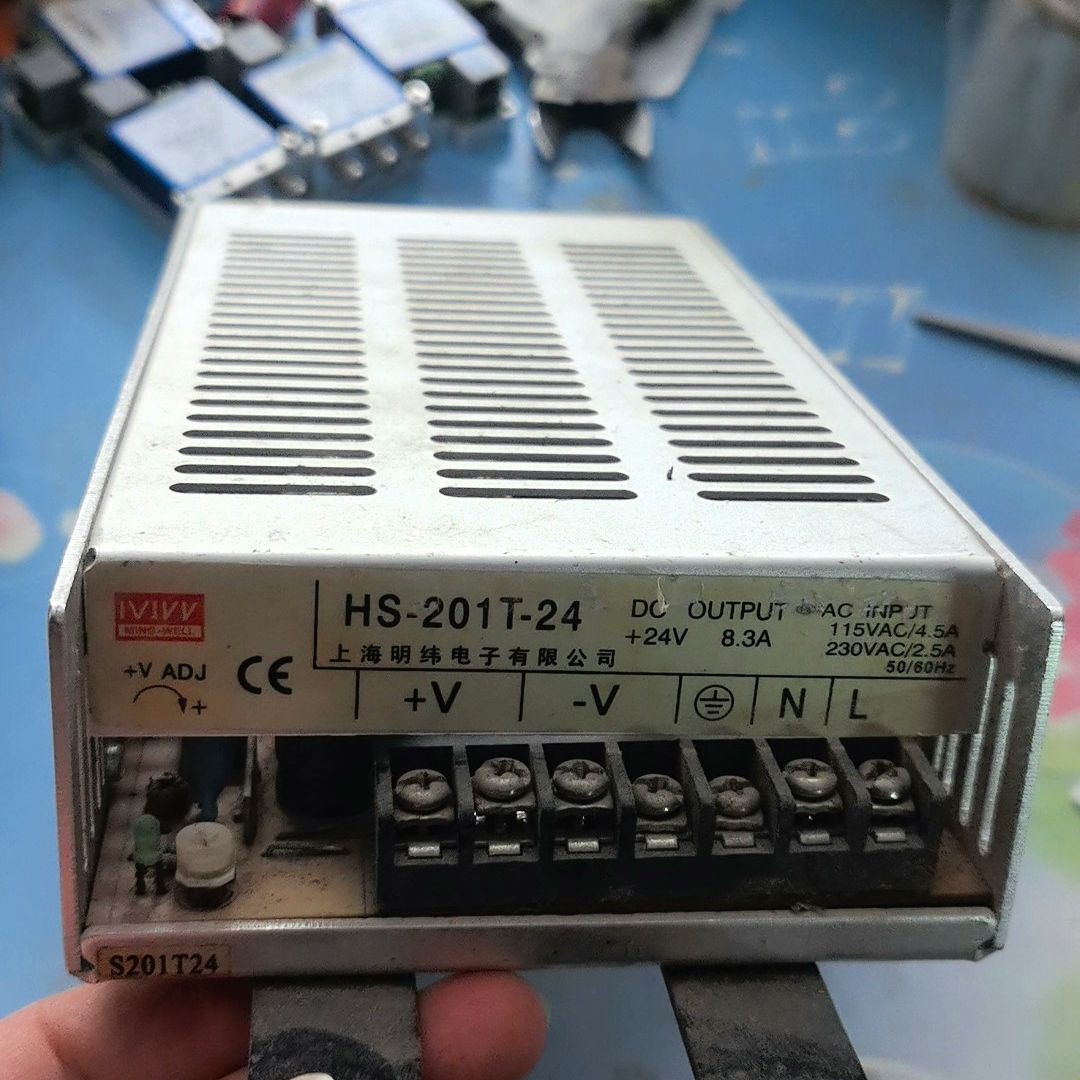 MING-WELL
HS-201T-24
上海明纬电子有限公司
DC OUTPUT
+24V 8.3A
AC INPUT
115VAC/4.5A
230VAC/2.5A
50/60Hz
+V ADJ
+
CE
+V
-V
N
L
S201T24